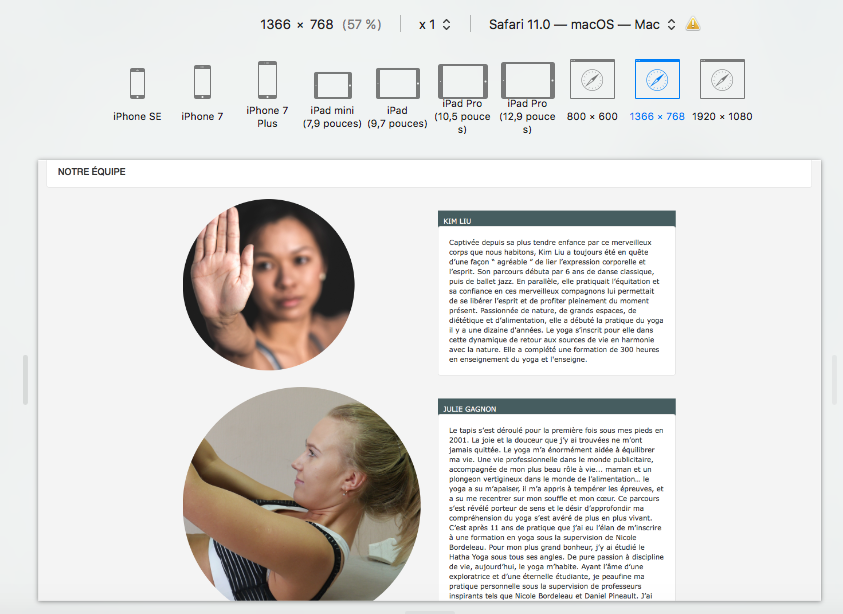 1366 × 768 (57 %) x 1 Safari 11.0 — macOS — Mac
iPhone SE
iPhone 7
iPhone 7
Plus
iPad mini
(7,9 pouces)
iPad
(9,7 pouces)
iPad Pro
(10,5 pouce
s)
iPad Pro
(12,9 pouce
s)
800 × 600
1366 × 768
1920 × 1080
NOTRE ÉQUIPE
KIM LIU
Captivée depuis sa plus tendre enfance par ce merveilleux
corps que nous habitons, Kim Liu a toujours été en quête
d'une façon " agréable " de lier l'expression corporelle et
l'esprit. Son parcours débuta par 6 ans de danse classique,
puis de ballet jazz. En parallèle, elle pratiquait l'équitation et
sa confiance en ces merveilleux compagnons lui permettait
de se libérer l'esprit et de profiter pleinement du moment
présent. Passionnée de nature, de grands espaces, de
diététique et d'alimentation, elle a débuté la pratique du yoga
il y a une dizaine d'années. Le yoga s'inscrit pour elle dans
cette dynamique de retour aux sources de vie en harmonie
avec la nature. Elle a complété une formation de 300 heures
en enseignement du yoga et l'enseigne.
JULIE GAGNON
Le tapis s'est déroulé pour la première fois sous mes pieds en
2001. La joie et la douceur que j'y ai trouvées ne m'ont
jamais quittée. Le yoga m'a énormément aidée à équilibrer
ma vie. Une vie professionnelle dans le monde publicitaire,
accompagnée de mon plus beau rôle à vie... maman et un
plongeon vertigineux dans le monde de l'alimentation... le
yoga a su m'apaiser, il m'a appris à tempérer les épreuves, et
a su me recentrer sur mon souffle et mon cœur. Ce parcours
s'est révélé porteur de sens et le désir d'approfondir ma
compréhension du yoga s'est avéré de plus en plus vivant.
C'est après 11 ans de pratique que j'ai eu l'élan de m'inscrire
à une formation en yoga sous la supervision de Nicole
Bordeleau. Pour mon plus grand bonheur, j'y ai étudié le
Hatha Yoga sous tous ses angles. De pure passion à discipline
de vie, aujourd'hui, le yoga m'habite. Ayant l'âme d'une
exploratrice et d'une éternelle étudiante, je peaufine ma
pratique personnelle sous la supervision de professeurs
inspirants tels que Nicole Bordeleau et Daniel Pineault. J'ai